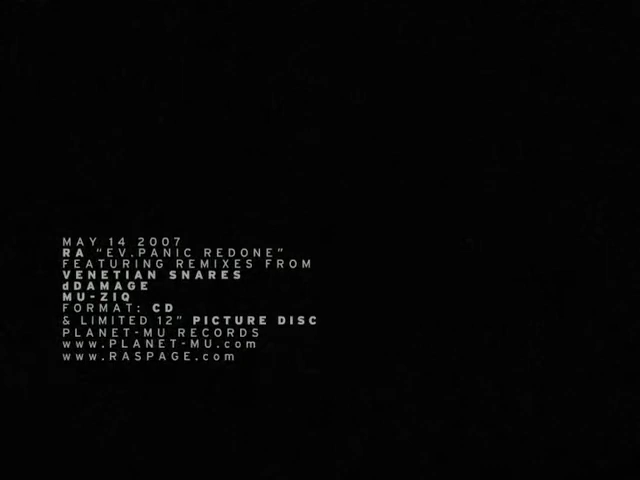 MAY 14 2007
RA "EV.PANIC REDONE"
FEATURING REMIXES FROM
VENETIAN SNARES
dDAMAGE
MU-ZIQ
FORMAT: CD
& LIMITED 12" PICTURE DISC
PLANET-MU RECORDS
www.PLANET-MU.com
www.RASPAGE.com